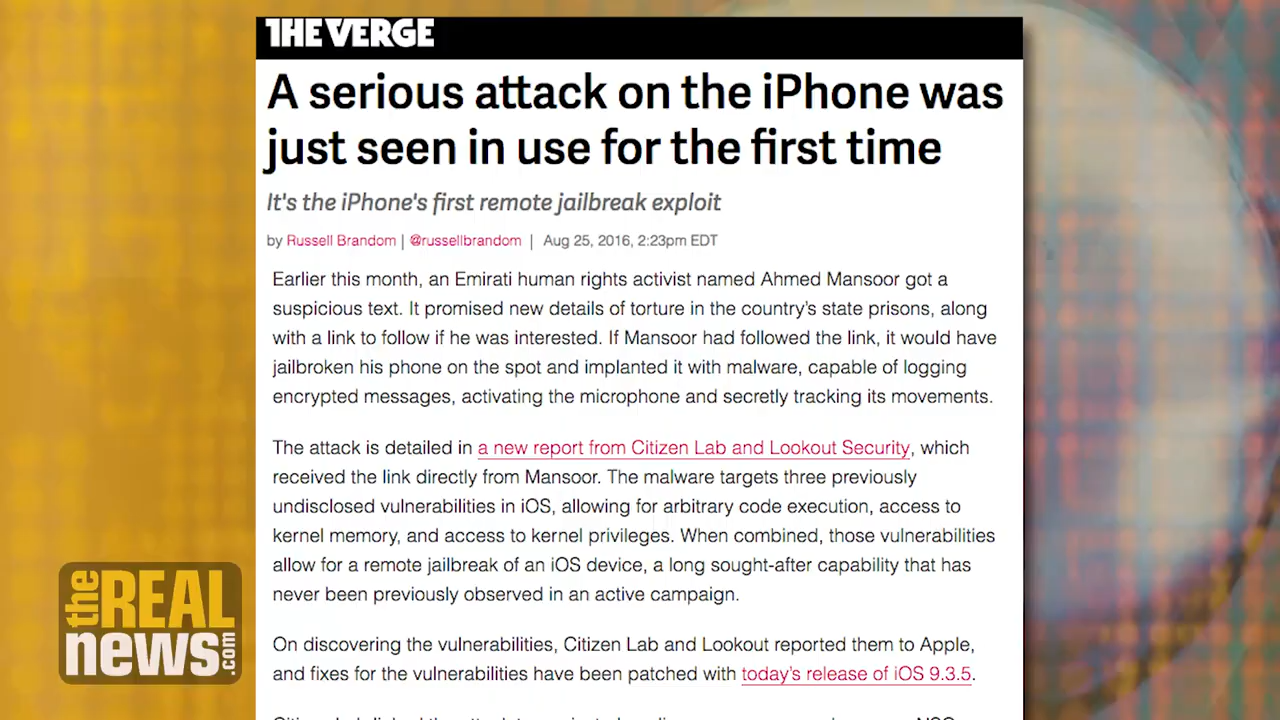 THE VERGE
A serious attack on the iPhone was
just seen in use for the first time
It's the iPhone's first remote jailbreak exploit
by Russell Brandom | @russellbrandom | Aug 25, 2016, 2:23pm EDT
Earlier this month, an Emirati human rights activist named Ahmed Mansoor got a
suspicious text. It promised new details of torture in the country's state prisons, along
with a link to follow if he was interested. If Mansoor had followed the link, it would have
jailbroken his phone on the spot and implanted it with malware, capable of logging
encrypted messages, activating the microphone and secretly tracking its movements.
The attack is detailed in a new report from Citizen Lab and Lookout Security, which
received the link directly from Mansoor. The malware targets three previously
undisclosed vulnerabilities in iOS, allowing for arbitrary code execution, access to
kernel memory, and access to kernel privileges. When combined, those vulnerabilities
allow for a remote jailbreak of an iOS device, a long sought-after capability that has
never been previously observed in an active campaign.
On discovering the vulnerabilities, Citizen Lab and Lookout reported them to Apple,
and fixes for the vulnerabilities have been patched with today's release of iOS 9.3.5.
the REAL
news.com